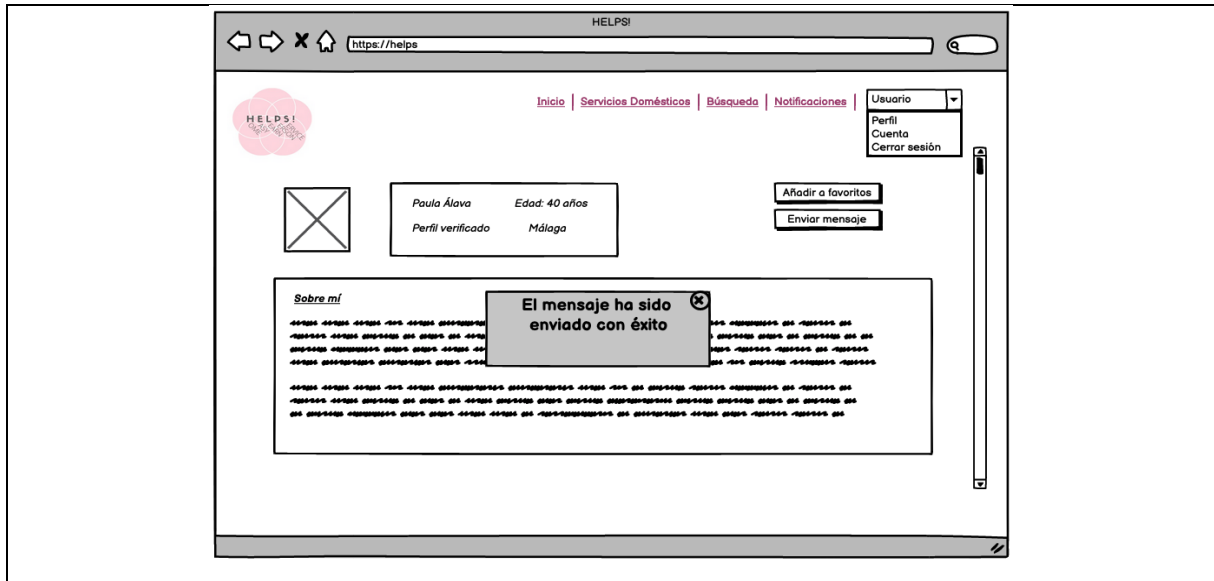 HELPS!
https://helps
HELPS!
Inicio | Servicios Domésticos | Búsqueda | Notificaciones |
Usuario
Perfil
Cuenta
Cerrar sesión
Paula Álava Edad: 40 años
Perfil verificado Málaga
Añadir a favoritos
Enviar mensaje
Sobre mí
El mensaje ha sido
enviado con éxito